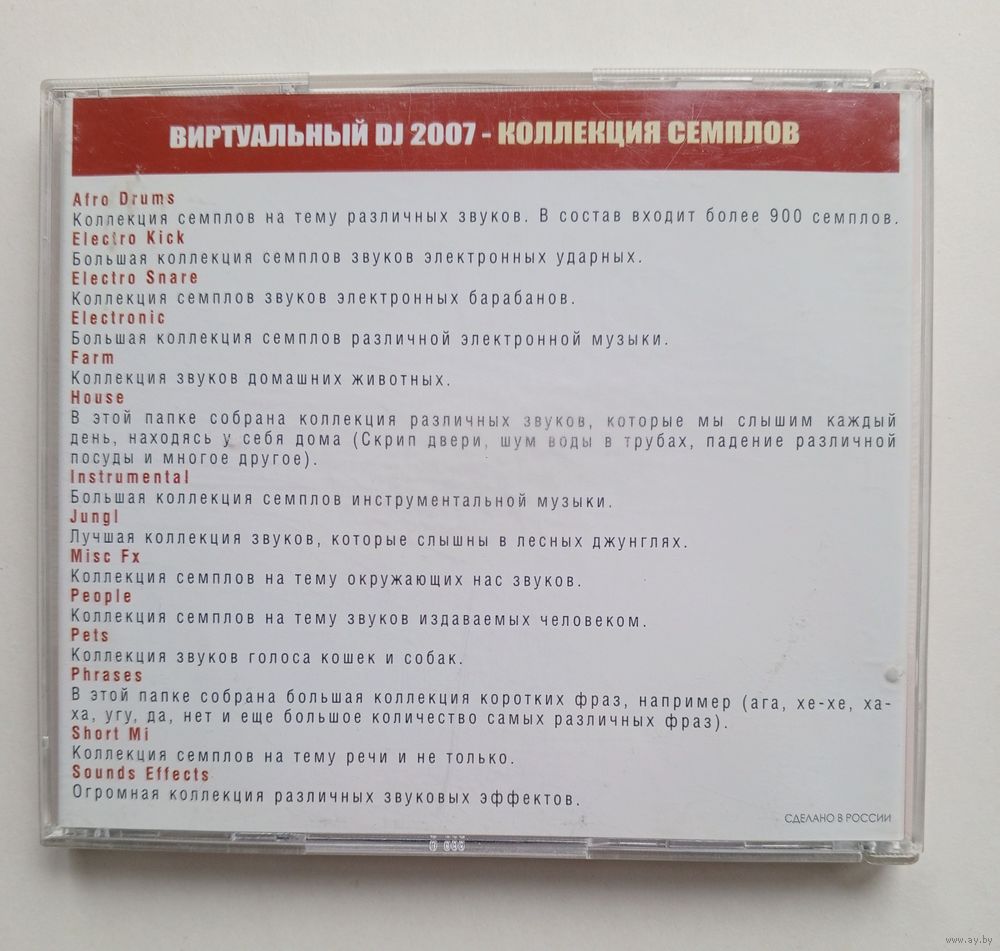 ВИРТУАЛЬНЫЙ DJ 2007 - КОЛЛЕКЦИЯ СЕМПЛОВ
Afro Drums
Коллекция семплов на тему различных звуков. В состав входит более 900 семплов.
Electro Kick
Большая коллекция семплов звуков электронных ударных.
Electro Snare
Коллекция семплов звуков электронных барабанов.
Electronic
Большая коллекция семплов различной электронной музыки.
Farm
Коллекция звуков домашних животных.
House
В этой папке собрана коллекция различных звуков, которые мы слышим каждый
день, находясь у себя дома (Скрип двери, шум воды в трубах, падение различной
посуды и многое другое).
Instrumental
Большая коллекция семплов инструментальной музыки.
Jungl
Лучшая коллекция звуков, которые слышны в лесных джунглях.
Misc Fx
Коллекция семплов на тему окружающих нас звуков.
People
Коллекция семплов на тему звуков издаваемых человеком.
Pets
Коллекция звуков голоса кошек и собак.
Phrases
В этой папке собрана большая коллекция коротких фраз, например (ага, хе-хе, ха-
ха, угу, да, нет и еще большое количество самых различных фраз).
Short Mi
Коллекция семплов на тему речи и не только.
Sounds Effects
Огромная коллекция различных звуковых эффектов.
СДЕЛАНО В РОССИИ
www.ay.by